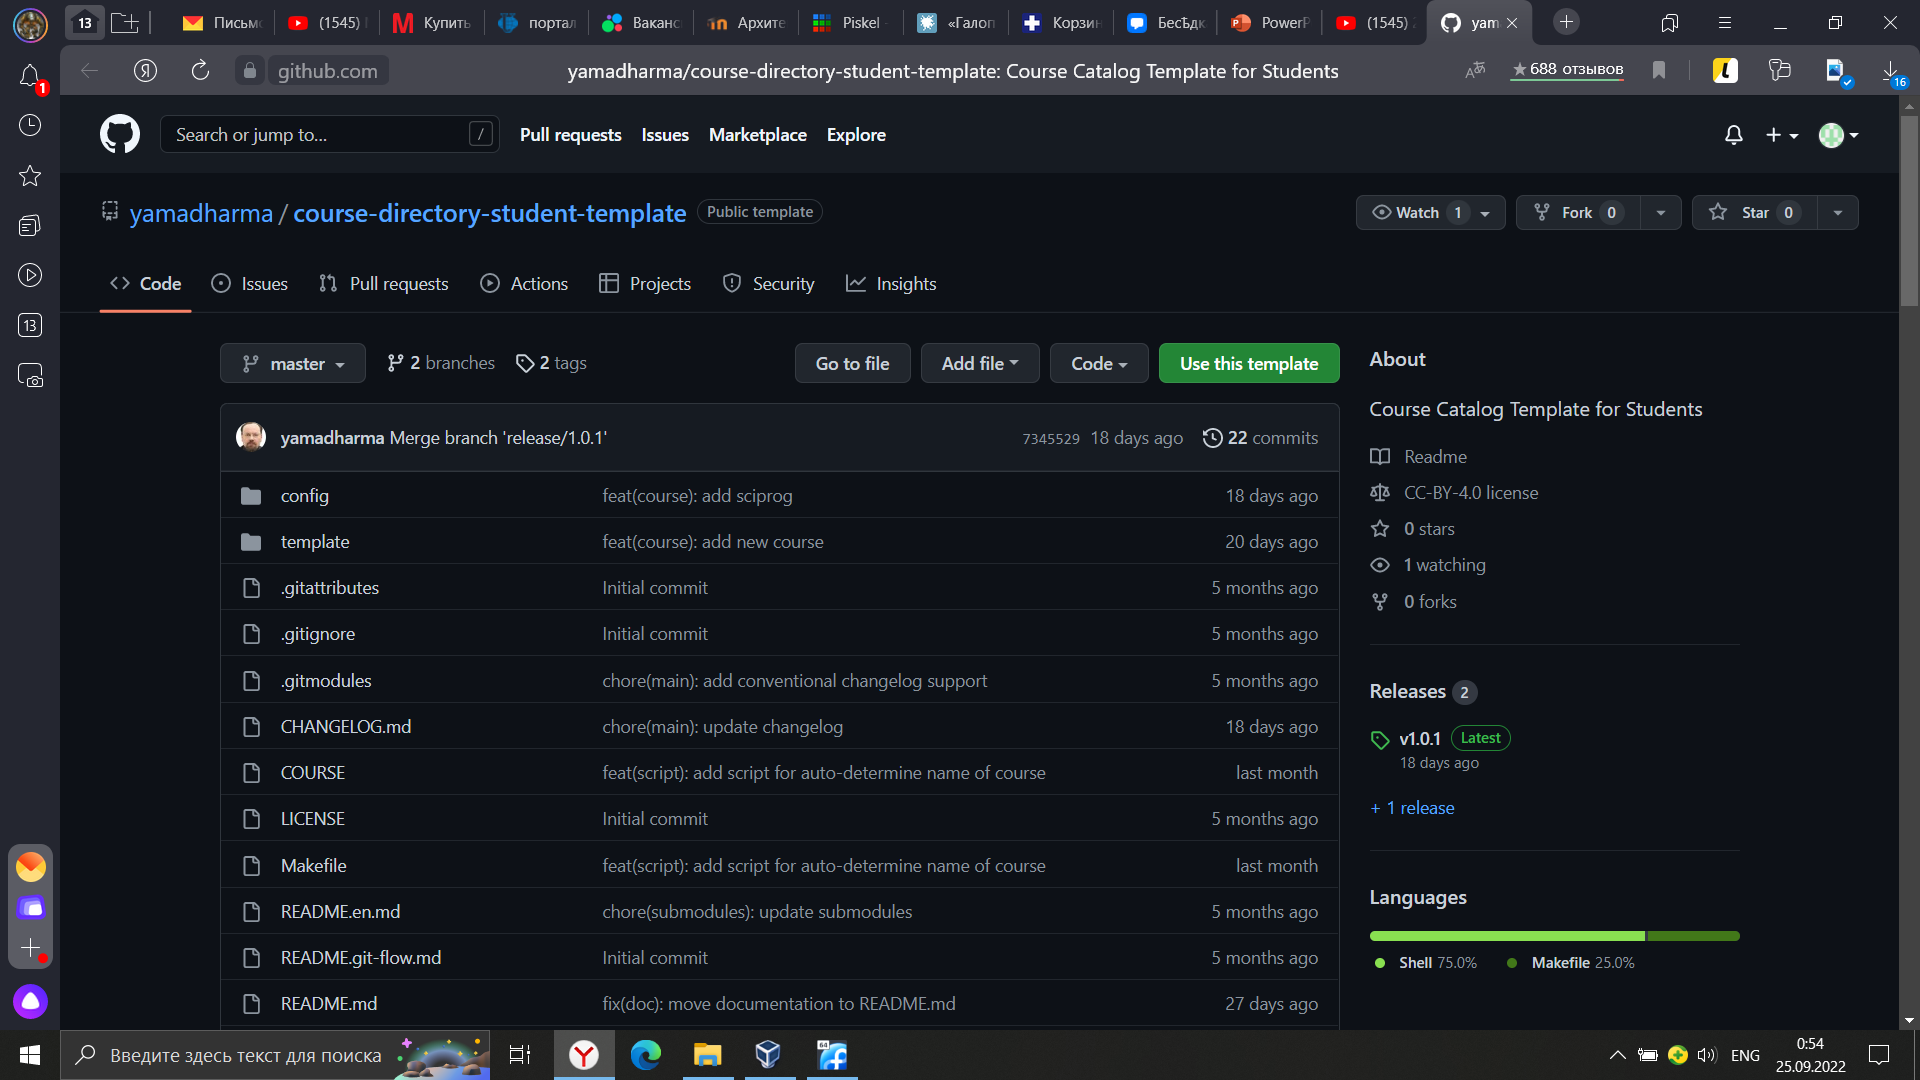 13
Письмо
(1545)
Купить
портал
Ваканс
Архите
Piskel -
«Галоп
Корзин
БесѢдк
PowerP
(1545)
yam
1
Я
github.com
yamadharma/course-directory-student-template: Course Catalog Template for Students
★688 отзывов
16
Search or jump to...
/
Pull requests
Issues
Marketplace
Explore
yamadharma / course-directory-student-template
Public template
Watch 1
Fork 0
Star 0
Code
Issues
Pull requests
Actions
Projects
Security
Insights
13
master
2 branches
2 tags
Go to file
Add file
Code
Use this template
yamadharma Merge branch 'release/1.0.1'
7345529 18 days ago
22 commits
config feat(course): add sciprog 18 days ago
template feat(course): add new course 20 days ago
.gitattributes Initial commit 5 months ago
.gitignore Initial commit 5 months ago
.gitmodules chore(main): add conventional changelog support 5 months ago
CHANGELOG.md chore(main): update changelog 18 days ago
COURSE feat(script): add script for auto-determine name of course last month
LICENSE Initial commit 5 months ago
Makefile feat(script): add script for auto-determine name of course last month
README.en.md chore(submodules): update submodules 5 months ago
README.git-flow.md Initial commit 5 months ago
README.md fix(doc): move documentation to README.md 27 days ago
About
Course Catalog Template for Students
Readme
CC-BY-4.0 license
0 stars
1 watching
0 forks
Releases 2
v1.0.1 Latest
18 days ago
+ 1 release
Languages
Shell 75.0%
Makefile 25.0%
Введите здесь текст для поиска
64
ENG
0:54
25.09.2022